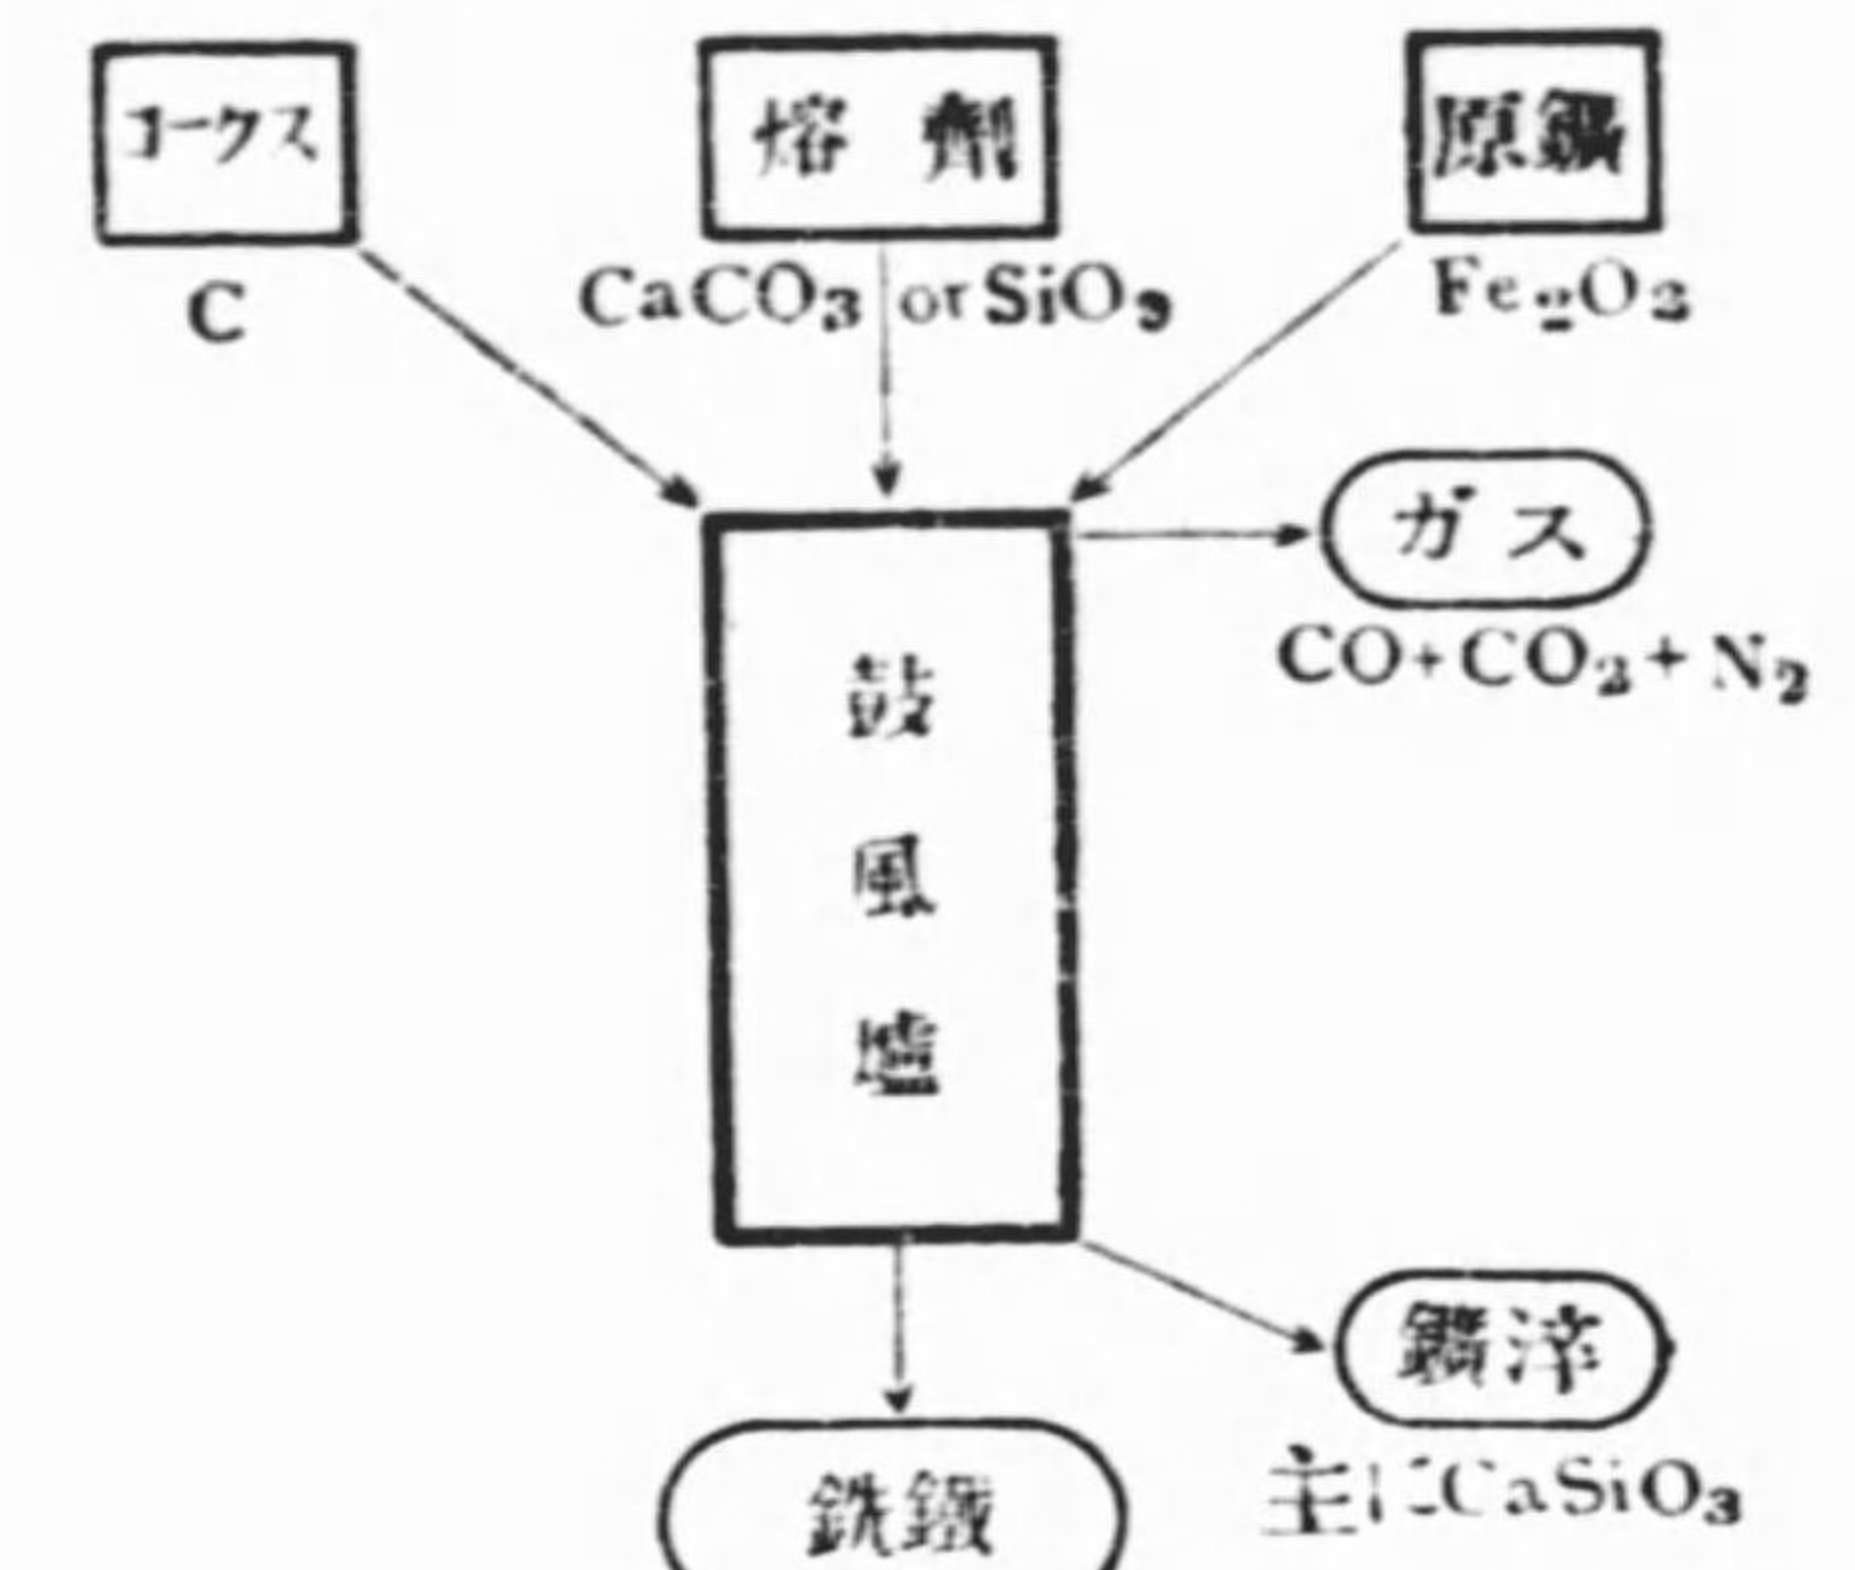 コークス
熔劑
原鑛
C
CaCO₃ or SiO₂
Fe₂O₃
ガス
CO+CO₂+N₂
鼓風爐
鑛滓
主にCaSiO₃
銑鐵